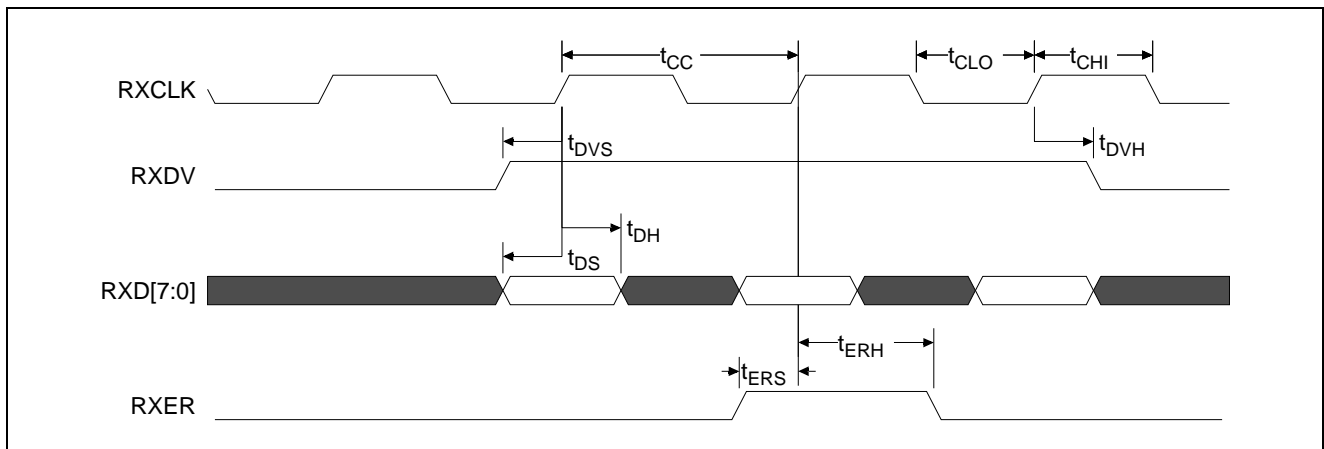 tCC
tCLO
tCHI
RXCLK
tDVS
tDVH
RXDV
tDH
tDS
RXD[7:0]
tERH
tERS
RXER